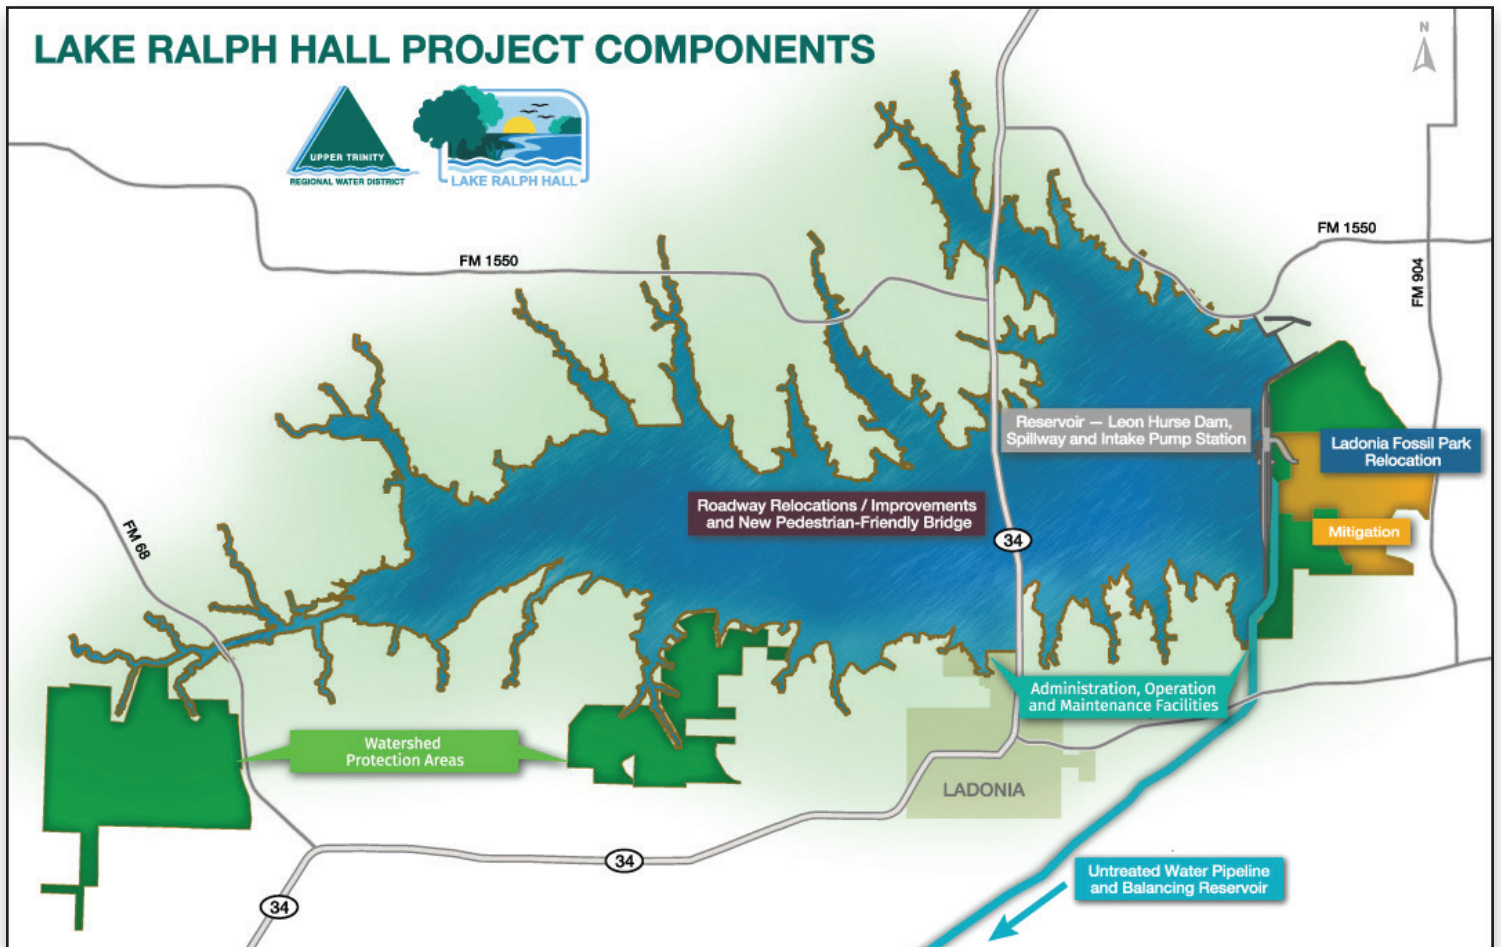 LAKE RALPH HALL PROJECT COMPONENTS
N
UPPER TRINITY
REGIONAL WATER DISTRICT
LAKE RALPH HALL
FM 1550
FM 1550
FM 904
Reservoir — Leon Hurse Dam,
Spillway and Intake Pump Station
Ladonia Fossil Park
Relocation
Roadway Relocations / Improvements
and New Pedestrian-Friendly Bridge
34
Mitigation
FM 68
Administration, Operation
and Maintenance Facilities
Watershed
Protection Areas
LADONIA
34
Untreated Water Pipeline
and Balancing Reservoir
34